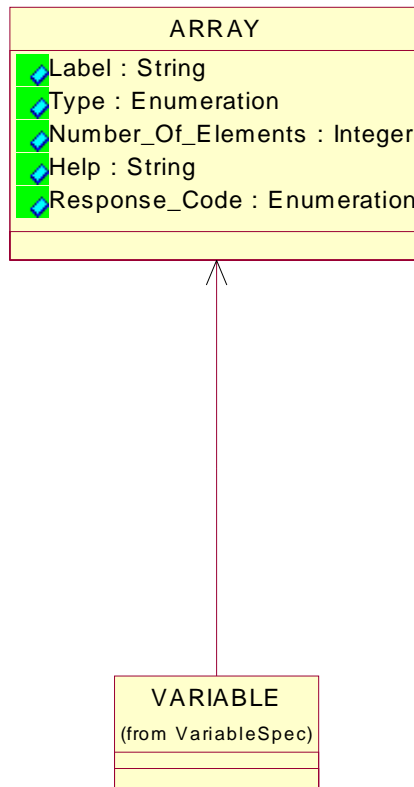 ARRAY
Label : String
Type : Enumeration
Number_Of_Elements : Integer
Help : String
Response_Code : Enumeration
VARIABLE
(from VariableSpec)